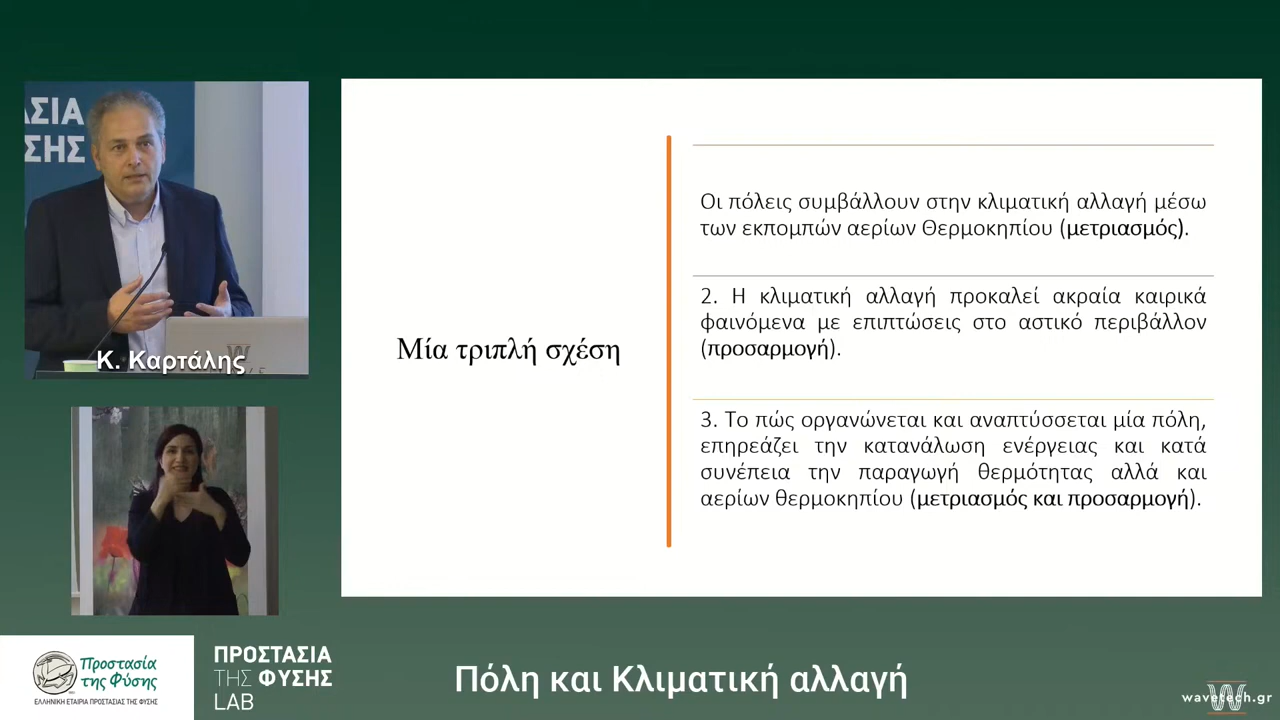 ΑΣΙΑ
ΣΗΣ
Κ. Καρτάλης
Μία τριπλή σχέση
Οι πόλεις συμβάλλουν στην κλιματική αλλαγή μέσω
των εκπομπών αερίων Θερμοκηπίου (μετριασμός).
2. Η κλιματική αλλαγή προκαλεί ακραία καιρικά
φαινόμενα με επιπτώσεις στο αστικό περιβάλλον
(προσαρμογή).
3. Το πώς οργανώνεται και αναπτύσσεται μία πόλη,
επηρεάζει την κατανάλωση ενέργειας και κατά
συνέπεια την παραγωγή θερμότητας αλλά και
αερίων θερμοκηπίου (μετριασμός και προσαρμογή).
Προστασία
της Φύσης
ΕΛΛΗΝΙΚΗ ΕΤΑΙΡΙΑ ΠΡΟΣΤΑΣΙΑΣ ΤΗΣ ΦΥΣΗΣ
ΠΡΟΣΤΑΣΙΑ
ΤΗΣ ΦΥΣΗΣ
LAB
Πόλη και Κλιματική αλλαγή
wavetech.gr